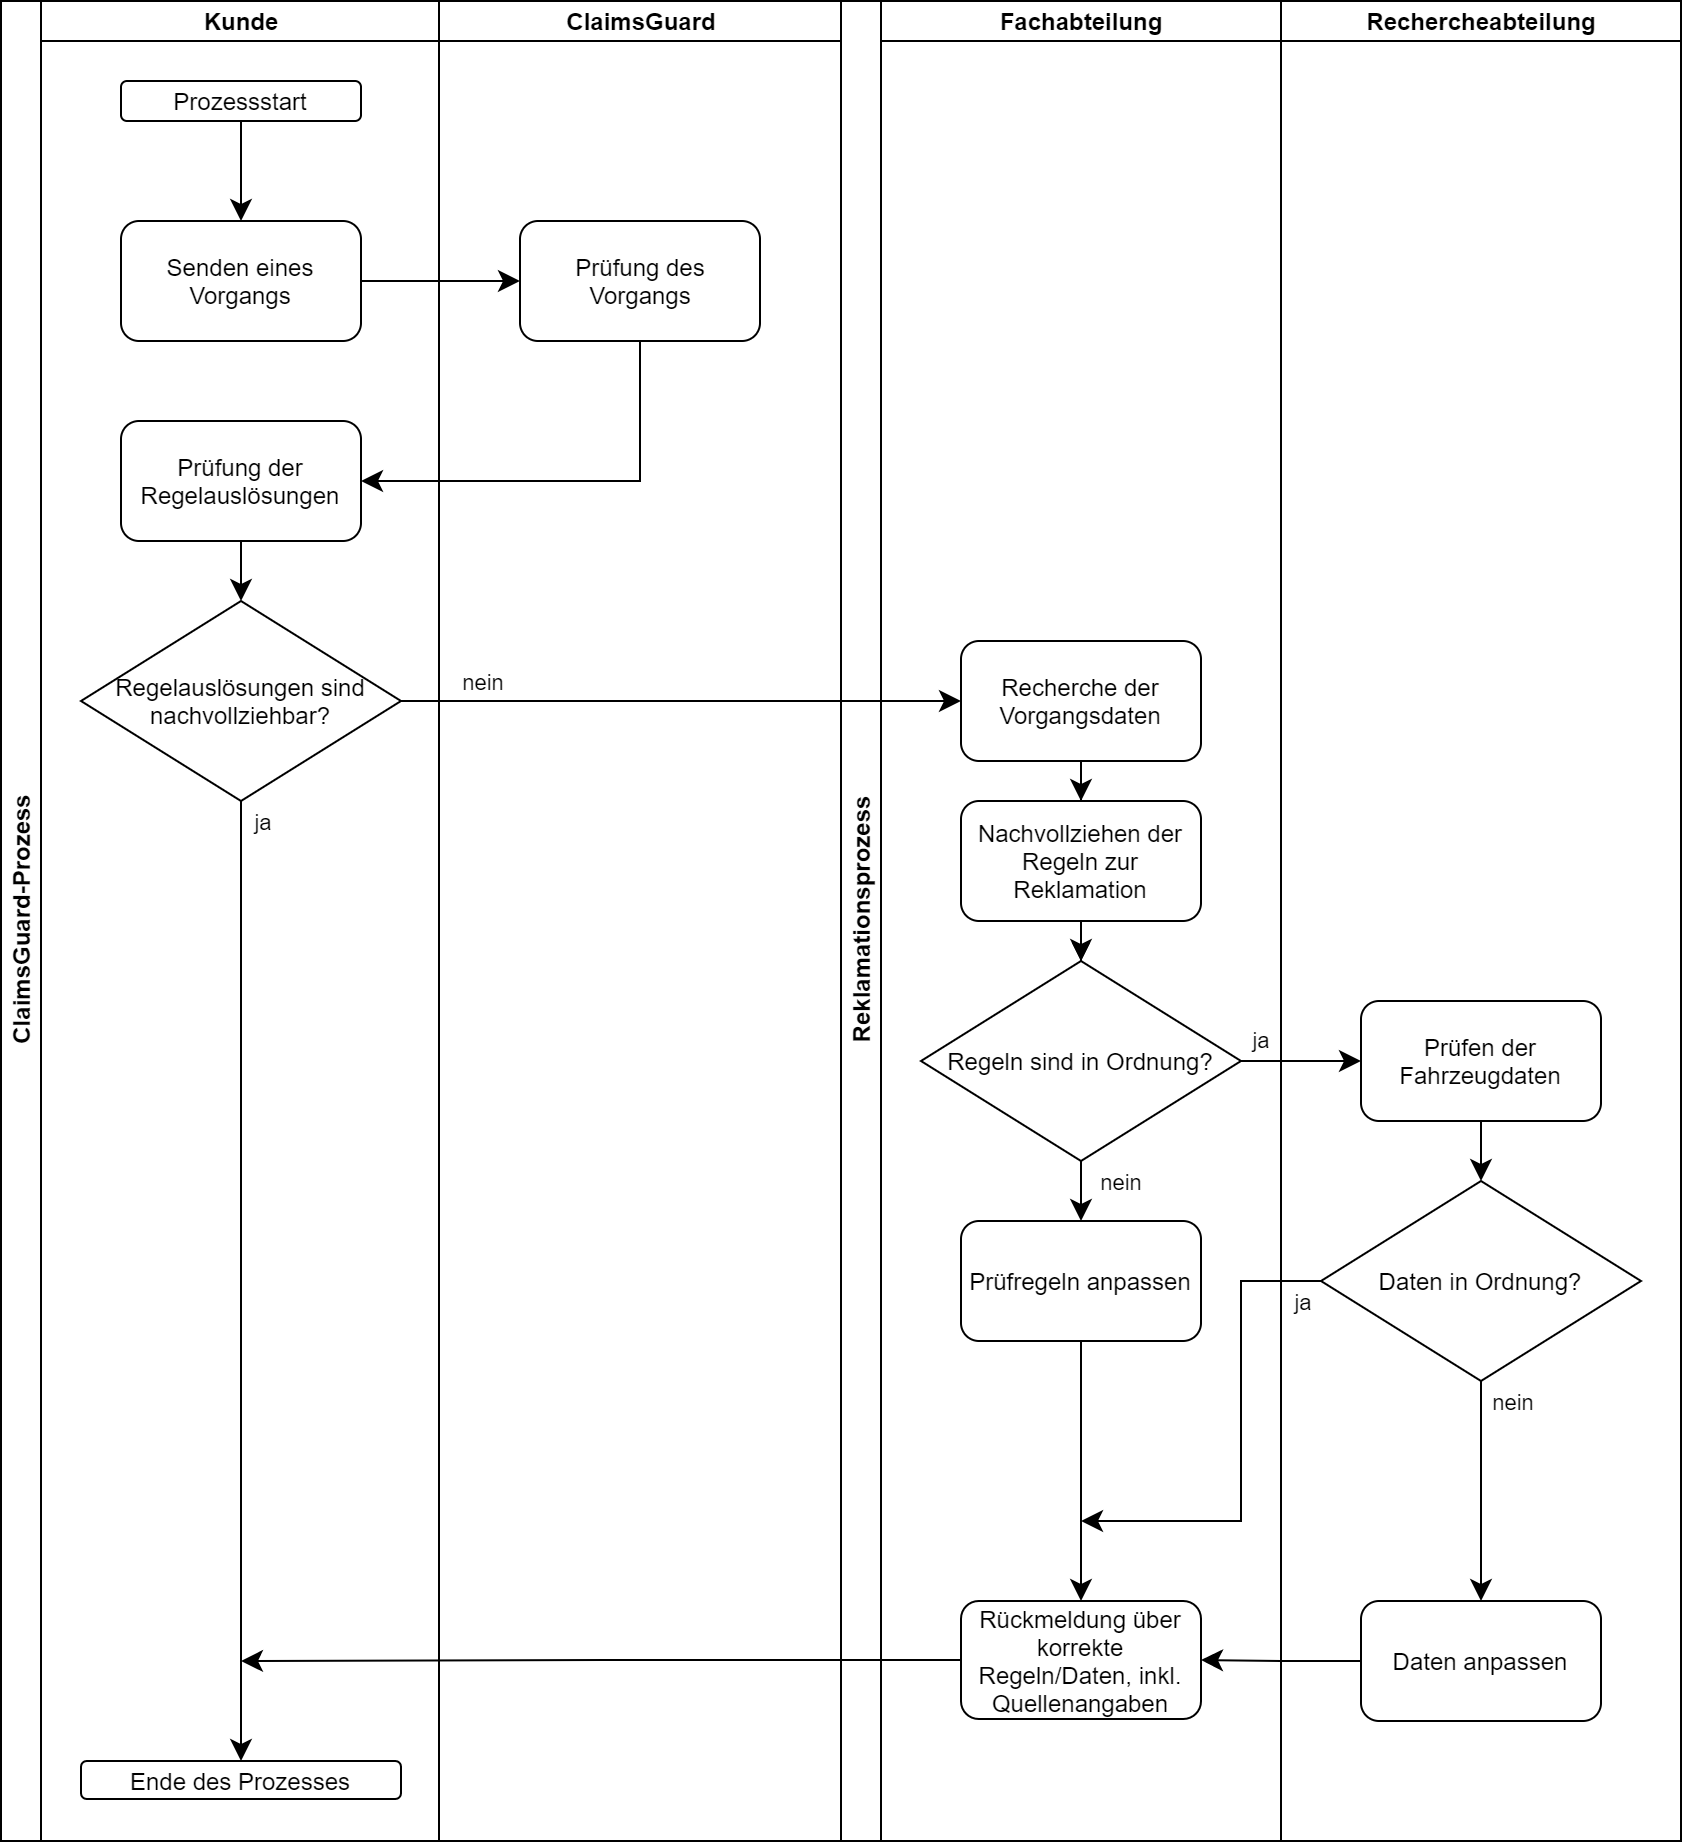 Kunde
ClaimsGuard
Fachabteilung
Rechercheabteilung
ClaimsGuard-Prozess
Prozessstart
Senden eines
Vorgangs
Prüfung des
Vorgangs
Prüfung der
Regelauslösungen
Regelauslösungen sind
nachvollziehbar?
nein
ja
Reklamationsprozess
Recherche der
Vorgangsdaten
Nachvollziehen der
Regeln zur
Reklamation
Regeln sind in Ordnung?
ja
Prüfen der
Fahrzeugdaten
nein
Prüfregeln anpassen
Daten in Ordnung?
ja
nein
Rückmeldung über
korrekte
Regeln/Daten, inkl.
Quellenangaben
Daten anpassen
Ende des Prozesses